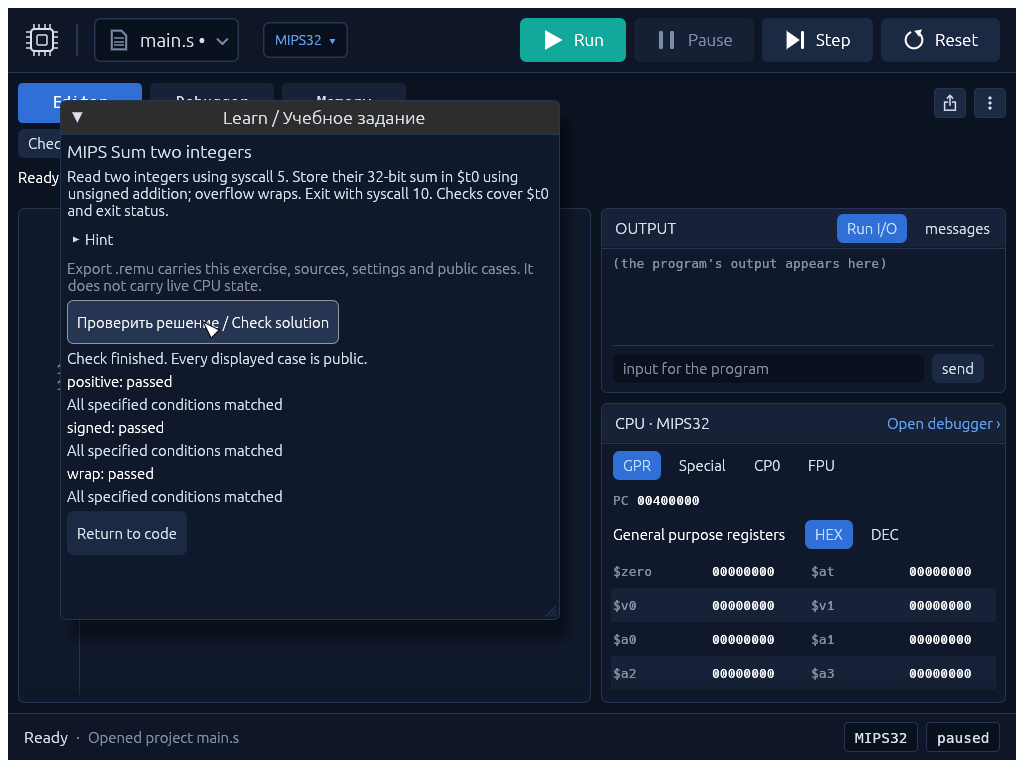 main.s •
MIPS32 ▾
Run
Pause
Step
Reset
Learn / Учебное задание
Ready
MIPS Sum two integers
Read two integers using syscall 5. Store their 32-bit sum in $t0 using
unsigned addition; overflow wraps. Exit with syscall 10. Checks cover $t0
and exit status.
Hint
Export .remu carries this exercise, sources, settings and public cases. It
does not carry live CPU state.
Проверить решение / Check solution
Check finished. Every displayed case is public.
positive: passed
All specified conditions matched
signed: passed
All specified conditions matched
wrap: passed
All specified conditions matched
Return to code
OUTPUT
Run I/O
messages
(the program's output appears here)
input for the program
send
CPU · MIPS32
Open debugger ›
GPR
Special
CP0
FPU
PC 00400000
General purpose registers
HEX
DEC
$zero 00000000 $at 00000000
$v0 00000000 $v1 00000000
$a0 00000000 $a1 00000000
$a2 00000000 $a3 00000000
Ready · Opened project main.s
MIPS32
paused